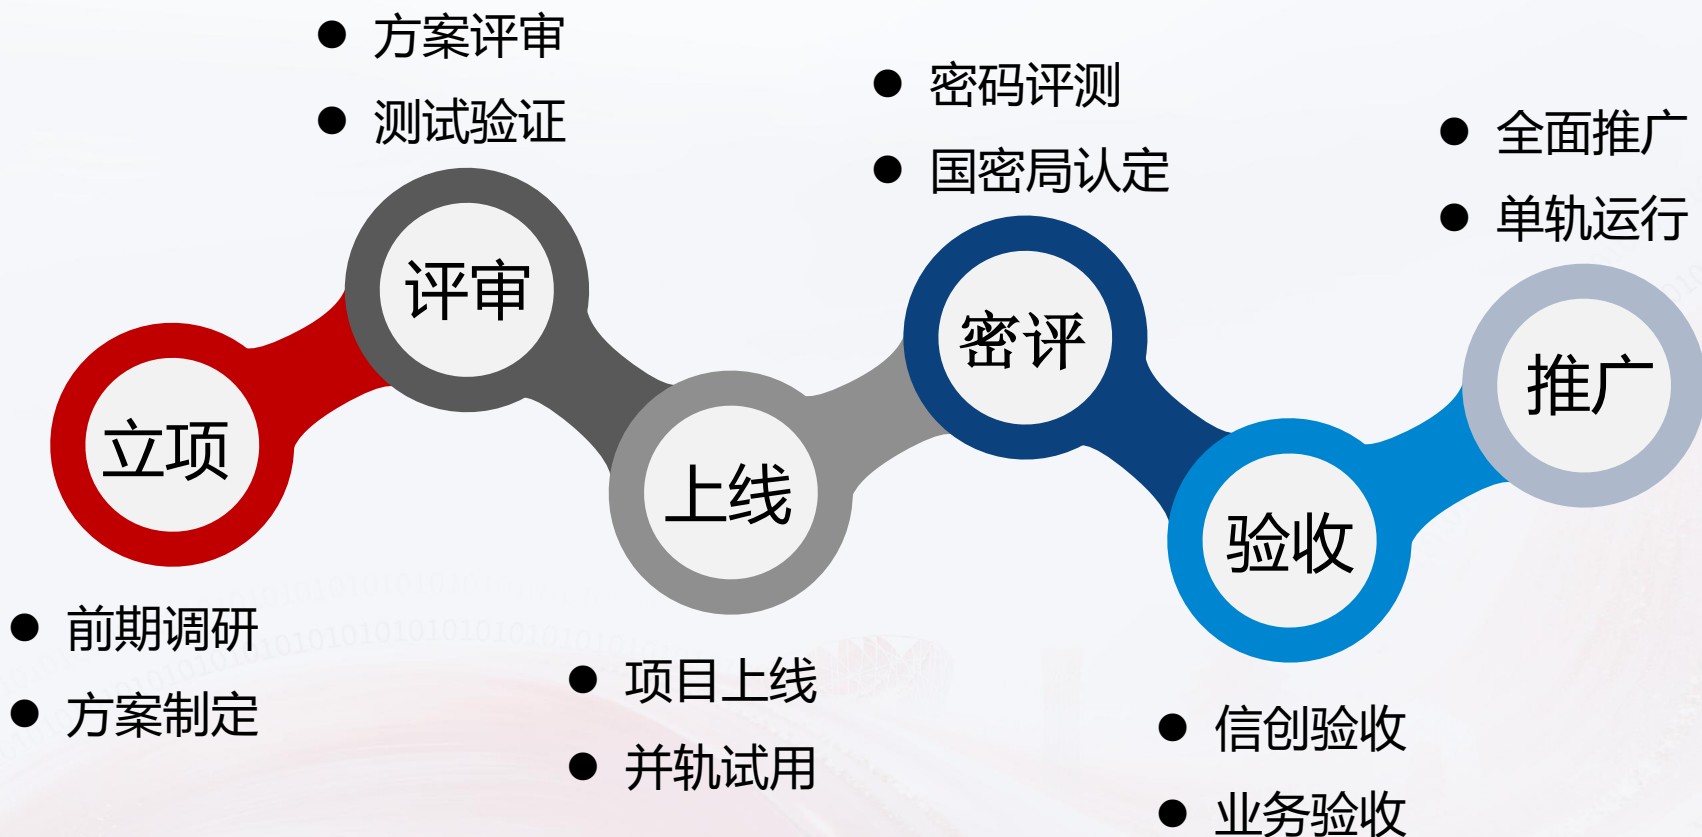 立项
● 前期调研
● 方案制定
● 方案评审
● 测试验证
评审
上线
● 项目上线
● 并轨试用
● 密码评测
● 国密局认定
密评
验收
● 信创验收
● 业务验收
● 全面推广
● 单轨运行
推广